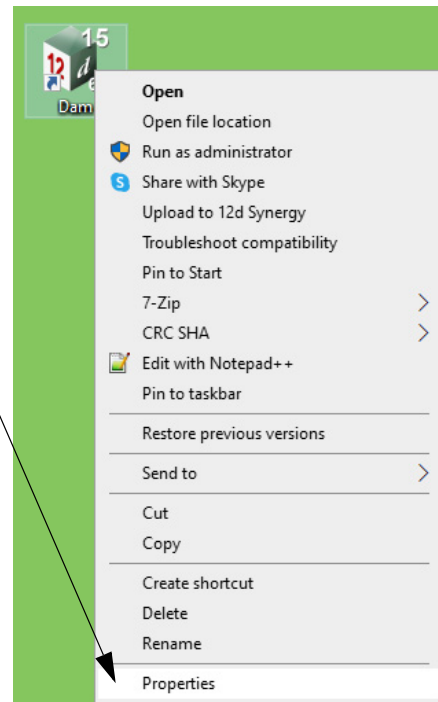 15
12
d
Dam
Open
Open file location
Run as administrator
S
Share with Skype
Upload to 12d Synergy
Troubleshoot compatibility
Pin to Start
7-Zip
CRC SHA
Edit with Notepad++
Pin to taskbar
Restore previous versions
Send to
Cut
Copy
Create shortcut
Delete
Rename
Properties